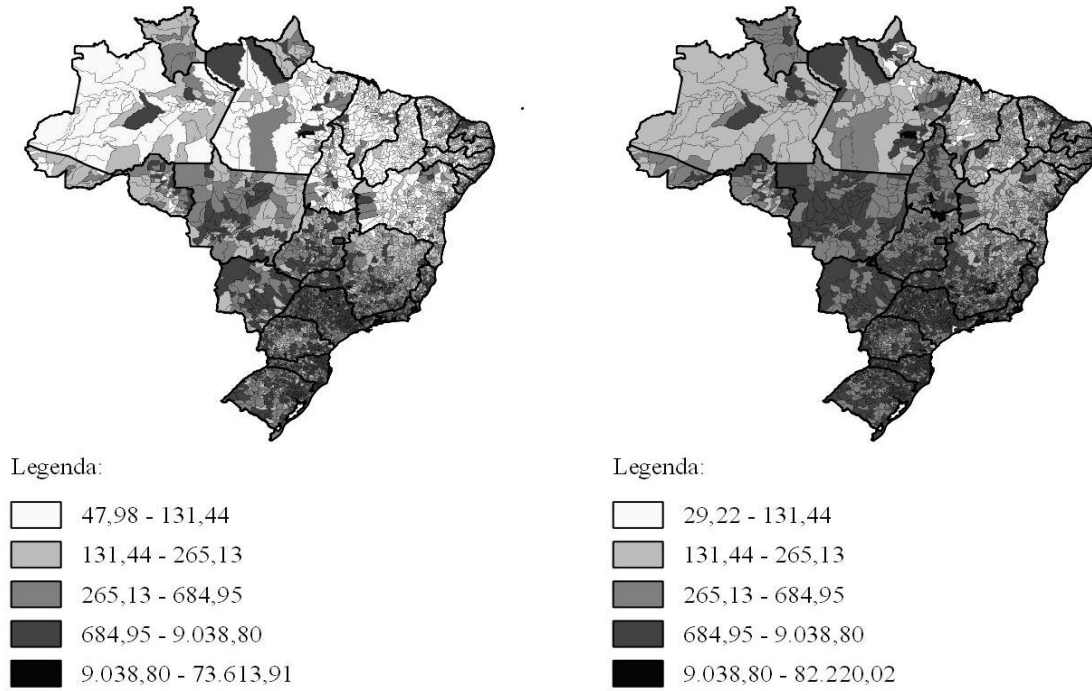 Legenda:
47,98 - 131,44
131,44 - 265,13
265,13 - 684,95
684,95 - 9.038,80
9.038,80 - 73.613,91
Legenda:
29,22 - 131,44
131,44 - 265,13
265,13 - 684,95
684,95 - 9.038,80
9.038,80 - 82.220,02